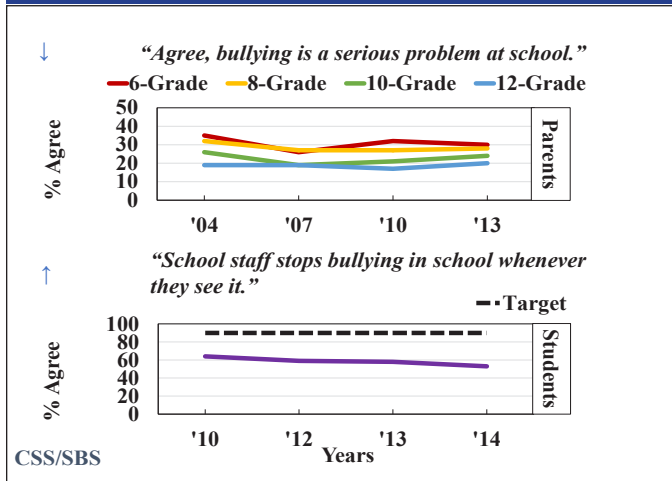 ↓
“Agree, bullying is a serious problem at school.”
6-Grade 8-Grade 10-Grade 12-Grade
50
40
30
20
10
0
% Agree
Parents
'04 '07 '10 '13
↑
“School staff stops bullying in school whenever
they see it.”
Target
100
80
60
40
20
0
% Agree
Students
'10 '12 '13 '14
Years
CSS/SBS